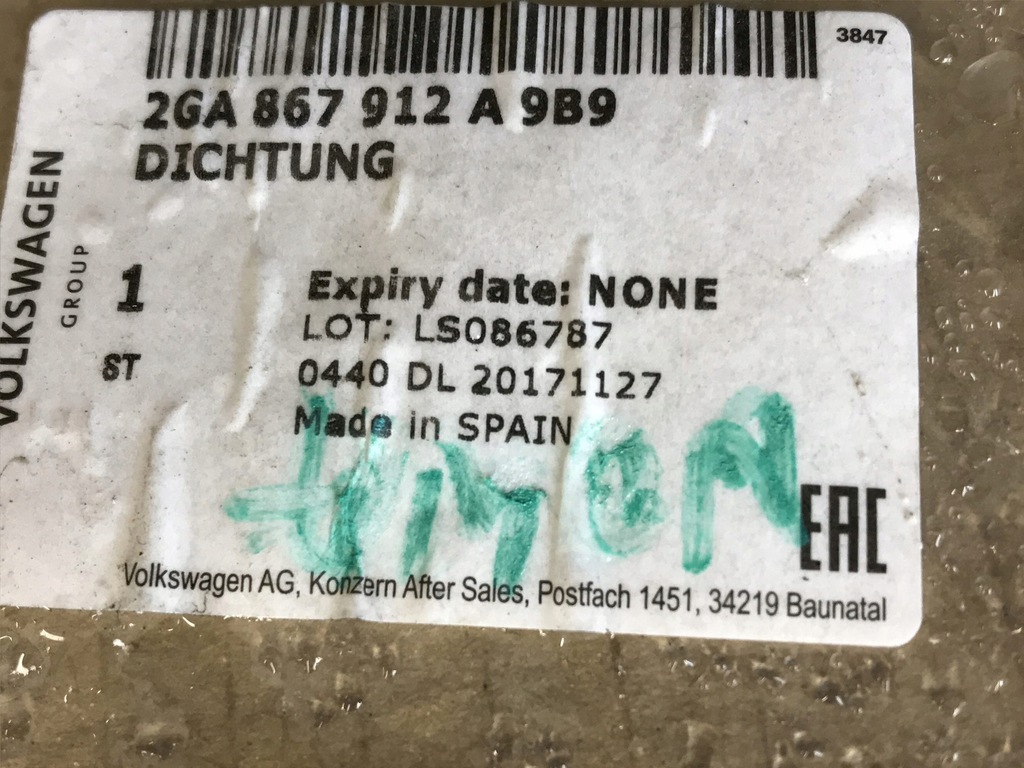 3847
2GA 867 912 A 9B9
DICHTUNG
VOLKSWAGEN
GROUP
1
ST
Expiry date: NONE
LOT: LS086787
0440 DL 20171127
Made in SPAIN
EAC
Volkswagen AG, Konzern After Sales, Postfach 1451, 34219 Baunatal